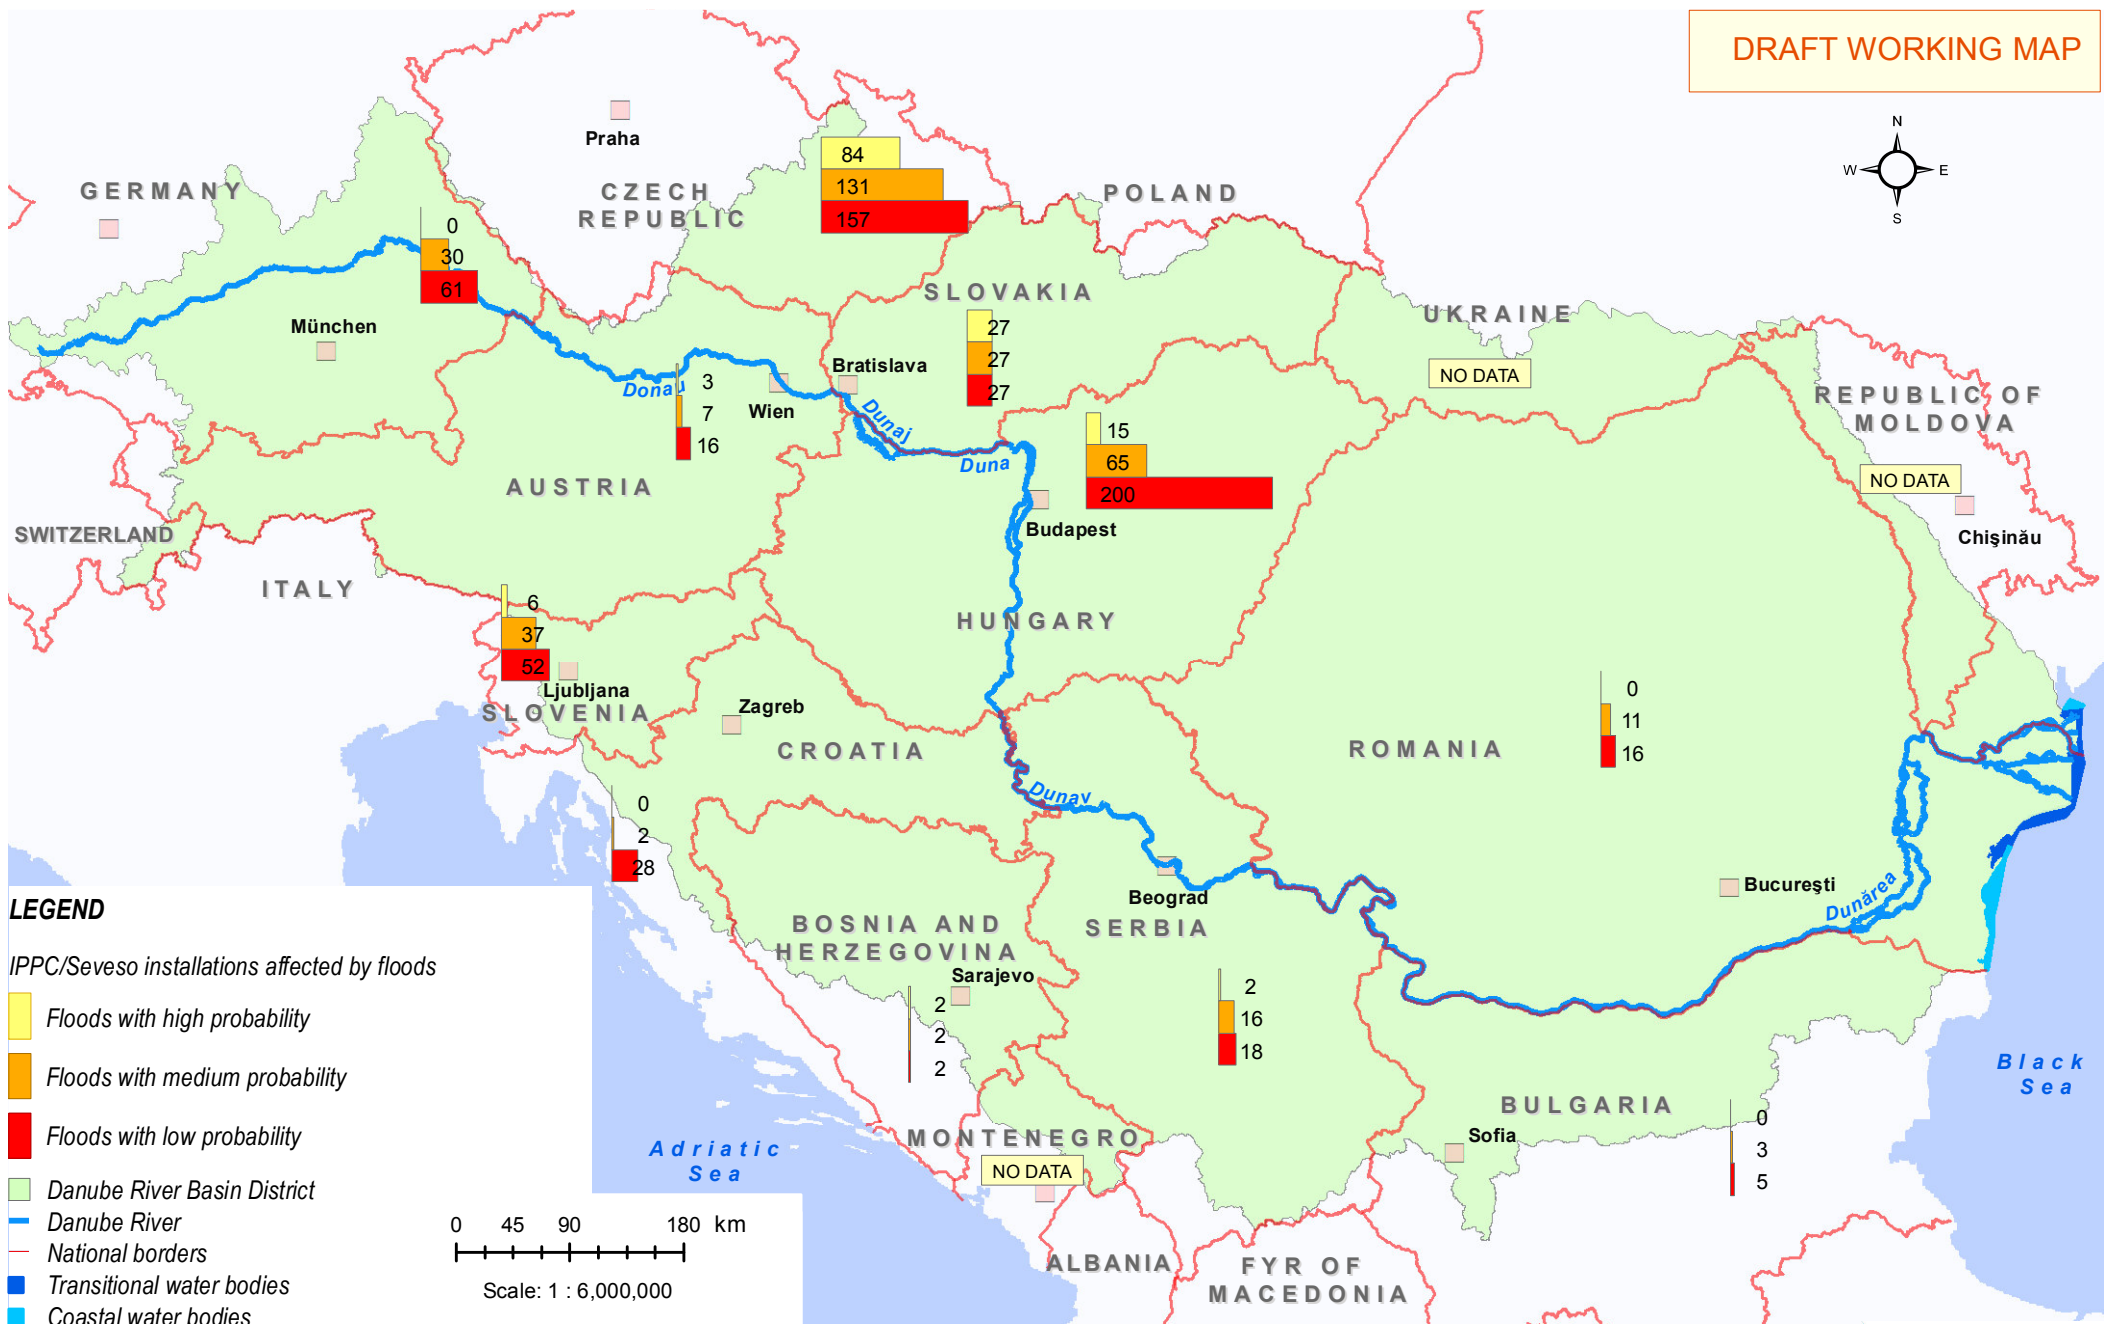 DRAFT WORKING MAP
N
W
E
S
Praha
GERMANY
CZECH
REPUBLIC
POLAND
84
131
157
0
30
61
SLOVAKIA
UKRAINE
München
27
27
27
NO DATA
Bratislava
Donau
3
7
16
Wien
Dunaj
REPUBLIC OF
MOLDOVA
15
65
200
Duna
NO DATA
AUSTRIA
Budapest
SWITZERLAND
Chişinău
ITALY
6
37
52
HUNGARY
Ljubljana
SLOVENIA
Zagreb
CROATIA
0
11
16
ROMANIA
0
2
28
Dunav
Beograd
SERBIA
Bucureşti
Dunărea
BOSNIA AND
HERZEGOVINA
Sarajevo
2
2
2
2
16
18
Black
Sea
BULGARIA
Sofia
0
3
5
MONTENEGRO
NO DATA
Adriatic
Sea
ALBANIA
FYR OF
MACEDONIA
LEGEND
IPPC/Seveso installations affected by floods
Floods with high probability
Floods with medium probability
Floods with low probability
Danube River Basin District
Danube River
National borders
Transitional water bodies
Coastal water bodies
0 45 90 180 km
Scale: 1 : 6,000,000